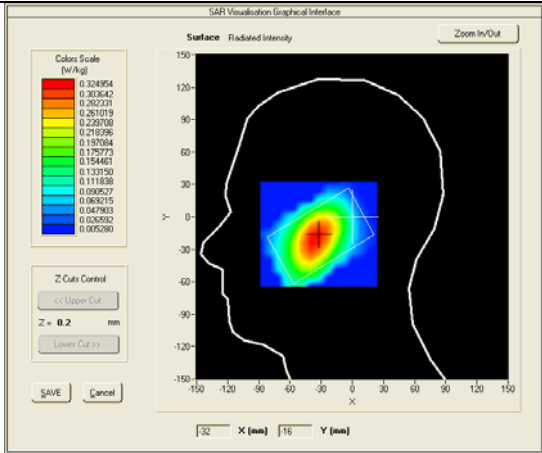 SAR Visualisation Graphical Interface
Surface Radiated Intensity
Zoom In/Out
Colors Scale
(W/kg)
0.324954
0.303642
0.282331
0.261019
0.239708
0.218396
0.197084
0.175773
0.154461
0.133150
0.111838
0.090527
0.069215
0.047903
0.026592
0.005280
Z Cuts Control
<< Upper Cut
Z = 0.2 mm
Lower Cut >>
SAVE Cancel
150-
120-
90-
60-
30-
0-
-30-
-60-
-90-
-120-
-150-
Y
-150 -120 -90 -60 -30 0 30 60 90 120 150
X
-32 X (mm) -16 Y (mm)